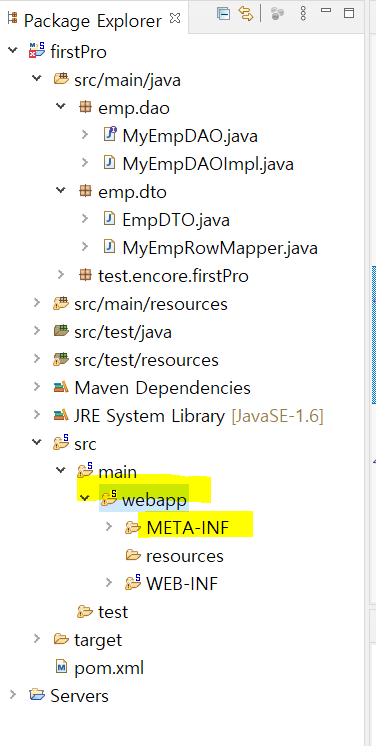 Package Explorer
firstPro
src/main/java
emp.dao
MyEmpDAO.java
MyEmpDAOImpl.java
emp.dto
EmpDTO.java
MyEmpRowMapper.java
test.encore.firstPro
src/main/resources
src/test/java
src/test/resources
Maven Dependencies
JRE System Library [JavaSE-1.6]
src
main
webapp
META-INF
resources
WEB-INF
test
target
pom.xml
Servers